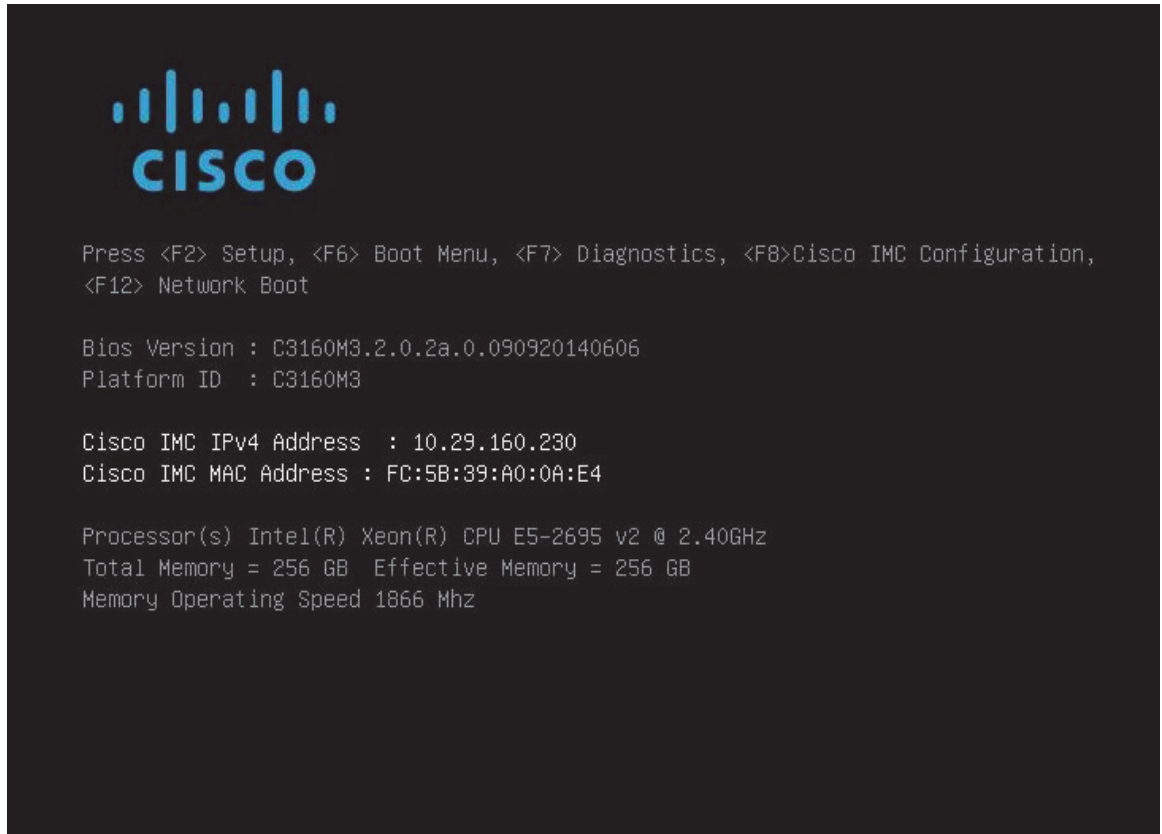 CISCO
Press <F2> Setup, <F6> Boot Menu, <F7> Diagnostics, <F8>Cisco IMC Configuration,
<F12> Network Boot
Bios Version : C3160M3.2.0.2a.0.090920140606
Platform ID  : C3160M3
Cisco IMC IPv4 Address  : 10.29.160.230
Cisco IMC MAC Address : FC:5B:39:A0:0A:E4
Processor(s) Intel(R) Xeon(R) CPU E5-2695 v2 @ 2.40GHz
Total Memory = 256 GB  Effective Memory = 256 GB
Memory Operating Speed 1866 Mhz